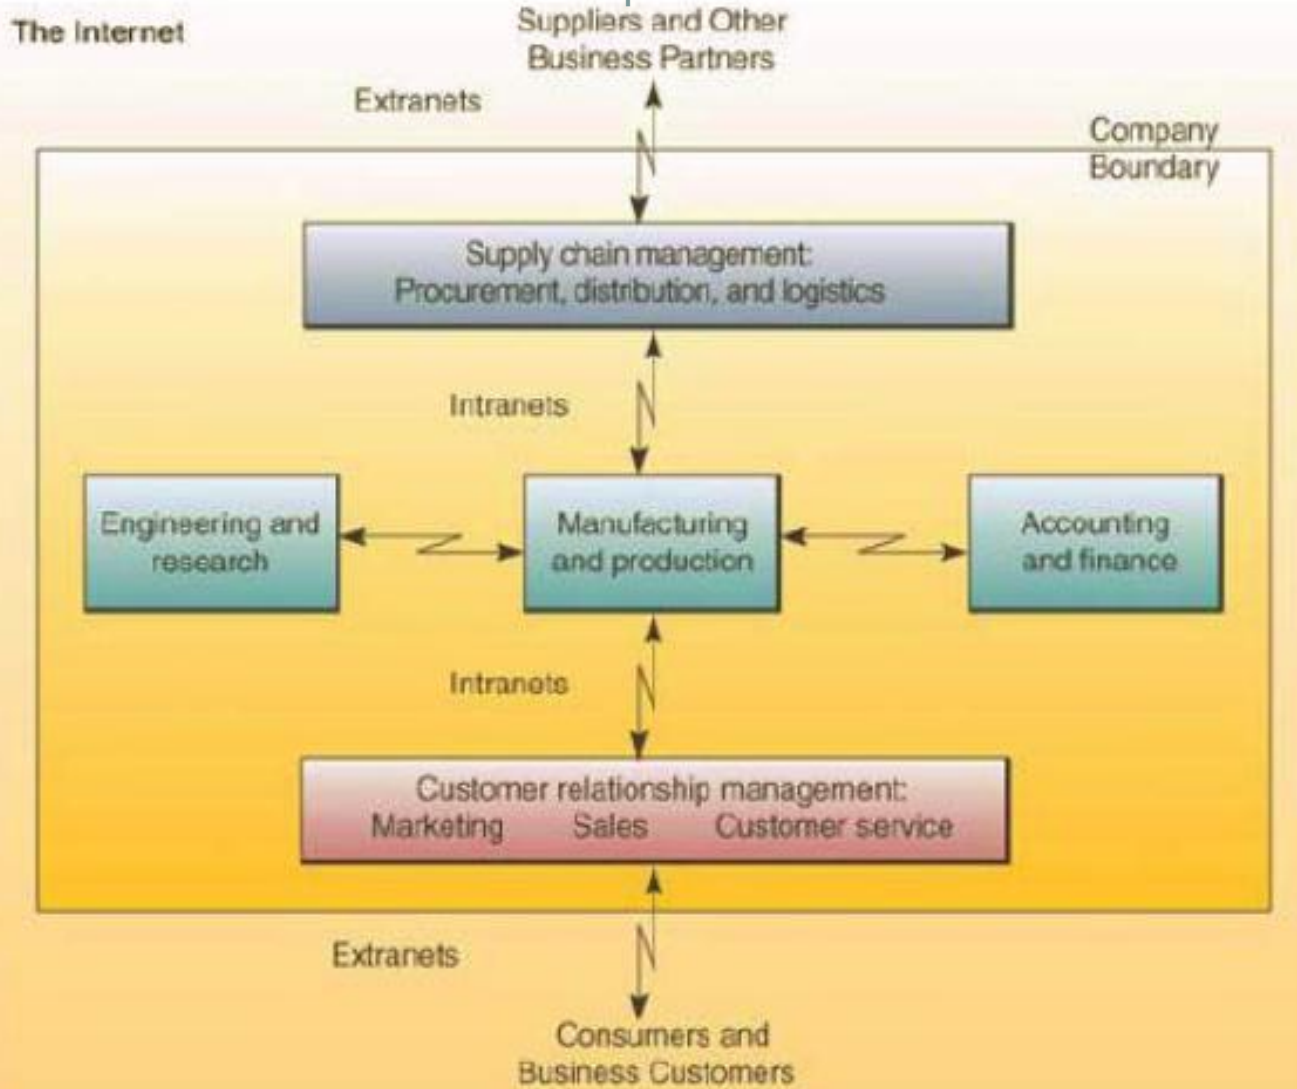 The Internet
Suppliers and Other
Business Partners
Extranets
Company
Boundary
Supply chain management:
Procurement, distribution, and logistics
Intranets
Engineering and
research
Manufacturing
and production
Accounting
and finance
Intranets
Customer relationship management:
Marketing Sales Customer service
Extranets
Consumers and
Business Customers